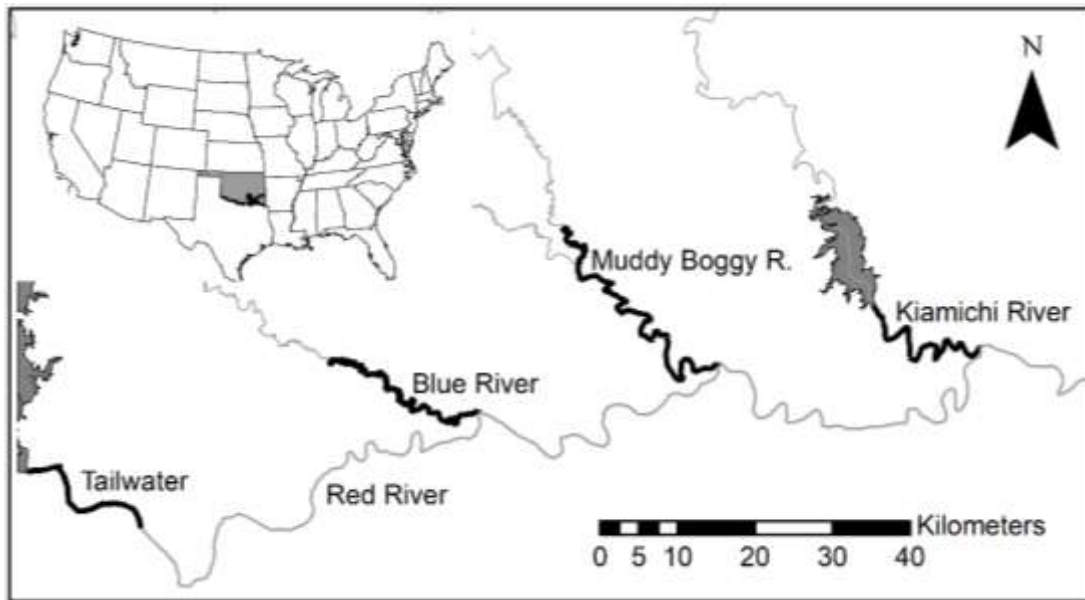 N
Muddy Boggy R.
Kiamichi River
Blue River
Tailwater
Red River
Kilometers
0 5 10 20 30 40